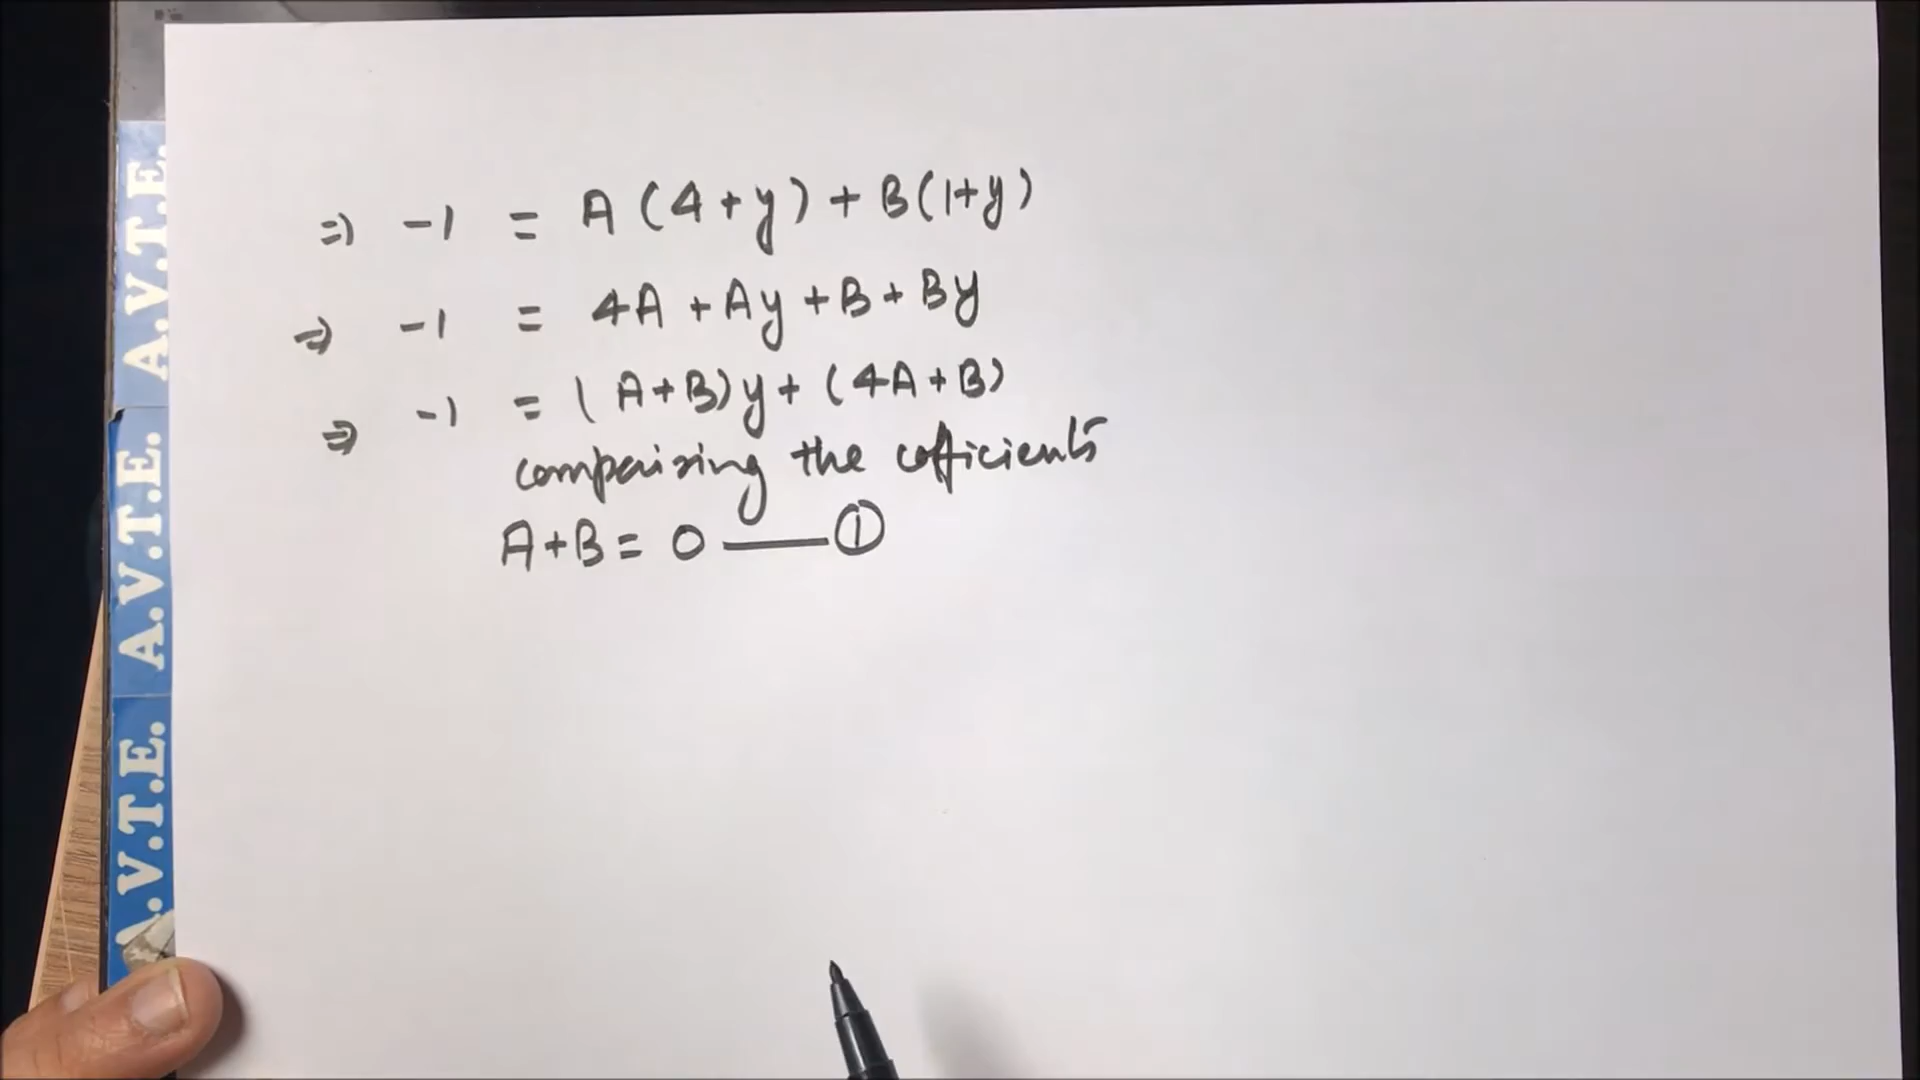 => -1 = A (4+y) + B(1+y)
=> -1 = 4A + Ay + B + By
=> -1 = (A+B)y + (4A+B)
compairing the cofficients
A+B = 0 —— ①
A.V.T.E.
A.V.T.E.
A.V.T.E.